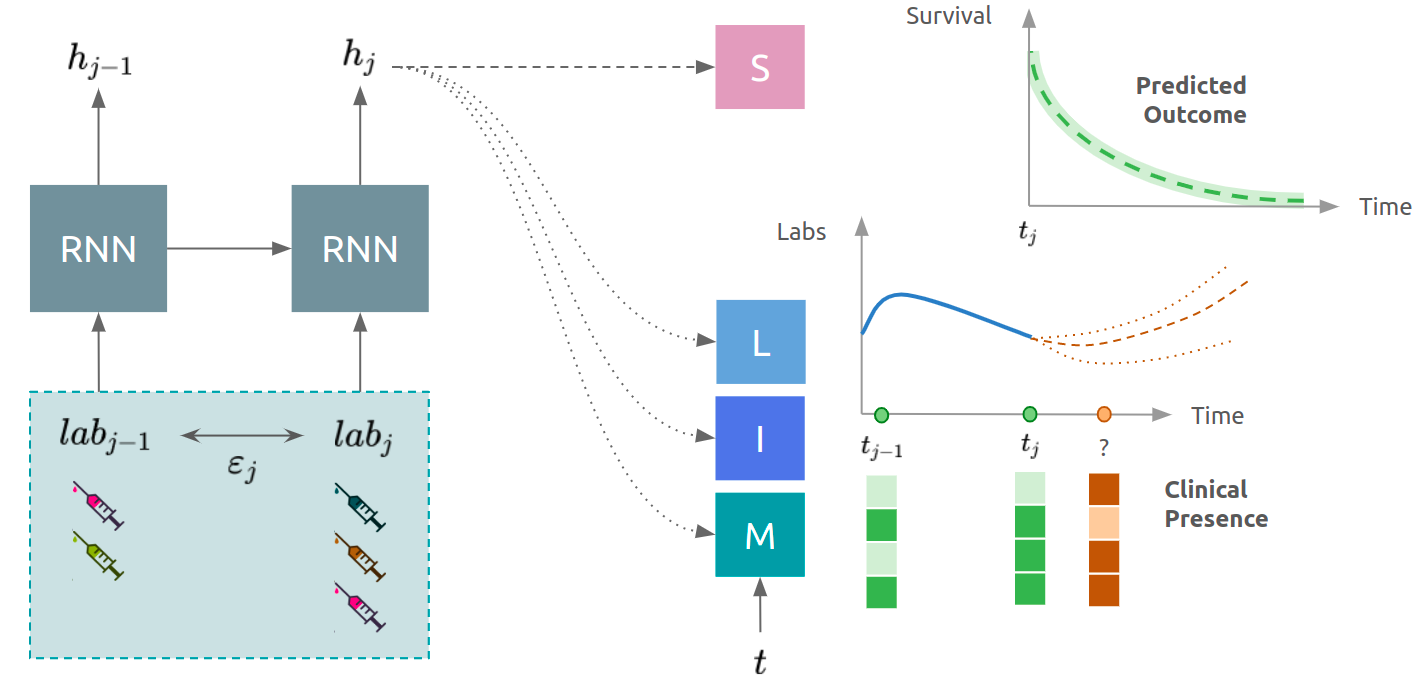 h_{j-1}
h_j
S
Survival
Predicted
Outcome
Time
t_j
RNN
RNN
Labs
L
I
M
t
Time
t_{j-1}
t_j
?
Clinical
Presence
lab_{j-1}
lab_j
ε_j